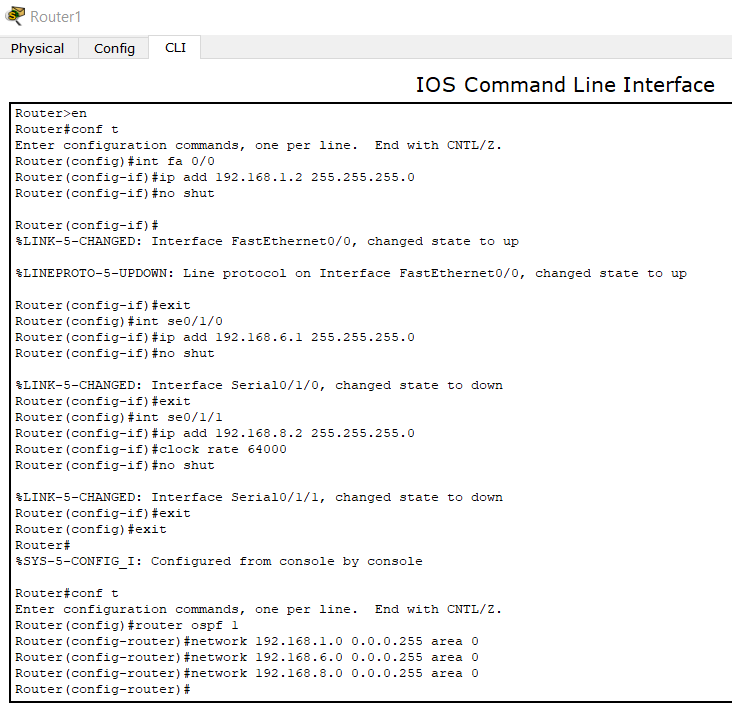 Router1
Physical Config CLI
IOS Command Line Interface
Router>en
Router#conf t
Enter configuration commands, one per line.  End with CNTL/Z.
Router(config)#int fa 0/0
Router(config-if)#ip add 192.168.1.2 255.255.255.0
Router(config-if)#no shut
Router(config-if)#
%LINK-5-CHANGED: Interface FastEthernet0/0, changed state to up
%LINEPROTO-5-UPDOWN: Line protocol on Interface FastEthernet0/0, changed state to up
Router(config-if)#exit
Router(config)#int se0/1/0
Router(config-if)#ip add 192.168.6.1 255.255.255.0
Router(config-if)#no shut
%LINK-5-CHANGED: Interface Serial0/1/0, changed state to down
Router(config-if)#exit
Router(config)#int se0/1/1
Router(config-if)#ip add 192.168.8.2 255.255.255.0
Router(config-if)#clock rate 64000
Router(config-if)#no shut
%LINK-5-CHANGED: Interface Serial0/1/1, changed state to down
Router(config-if)#exit
Router(config)#exit
Router#
%SYS-5-CONFIG_I: Configured from console by console
Router#conf t
Enter configuration commands, one per line.  End with CNTL/Z.
Router(config)#router ospf 1
Router(config-router)#network 192.168.1.0 0.0.0.255 area 0
Router(config-router)#network 192.168.6.0 0.0.0.255 area 0
Router(config-router)#network 192.168.8.0 0.0.0.255 area 0
Router(config-router)#